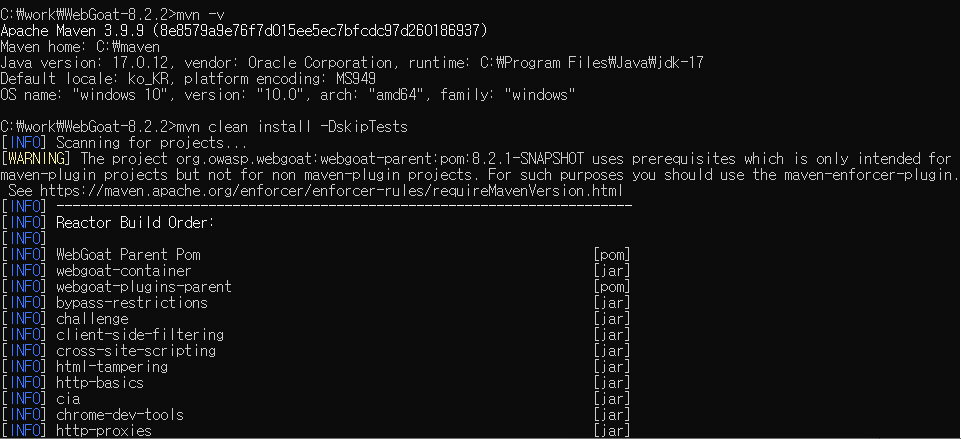 C:₩work₩WebGoat-8.2.2>mvn -v
Apache Maven 3.9.9 (8e8579a9e76f7d015ee5ec7bfcdc97d260186937)
Maven home: C:₩maven
Java version: 17.0.12, vendor: Oracle Corporation, runtime: C:₩Program Files₩Java₩jdk-17
Default locale: ko_KR, platform encoding: MS949
OS name: "windows 10", version: "10.0", arch: "amd64", family: "windows"
C:₩work₩WebGoat-8.2.2>mvn clean install -DskipTests
[INFO] Scanning for projects...
[WARNING] The project org.owasp.webgoat:webgoat-parent:pom:8.2.1-SNAPSHOT uses prerequisites which is only intended for
maven-plugin projects but not for non maven-plugin projects. For such purposes you should use the maven-enforcer-plugin.
See https://maven.apache.org/enforcer/enforcer-rules/requireMavenVersion.html
[INFO] ------------------------------------------------------------------------
[INFO] Reactor Build Order:
[INFO]
[INFO] WebGoat Parent Pom [pom]
[INFO] webgoat-container [jar]
[INFO] webgoat-plugins-parent [pom]
[INFO] bypass-restrictions [jar]
[INFO] challenge [jar]
[INFO] client-side-filtering [jar]
[INFO] cross-site-scripting [jar]
[INFO] html-tampering [jar]
[INFO] http-basics [jar]
[INFO] cia [jar]
[INFO] chrome-dev-tools [jar]
[INFO] http-proxies [jar]